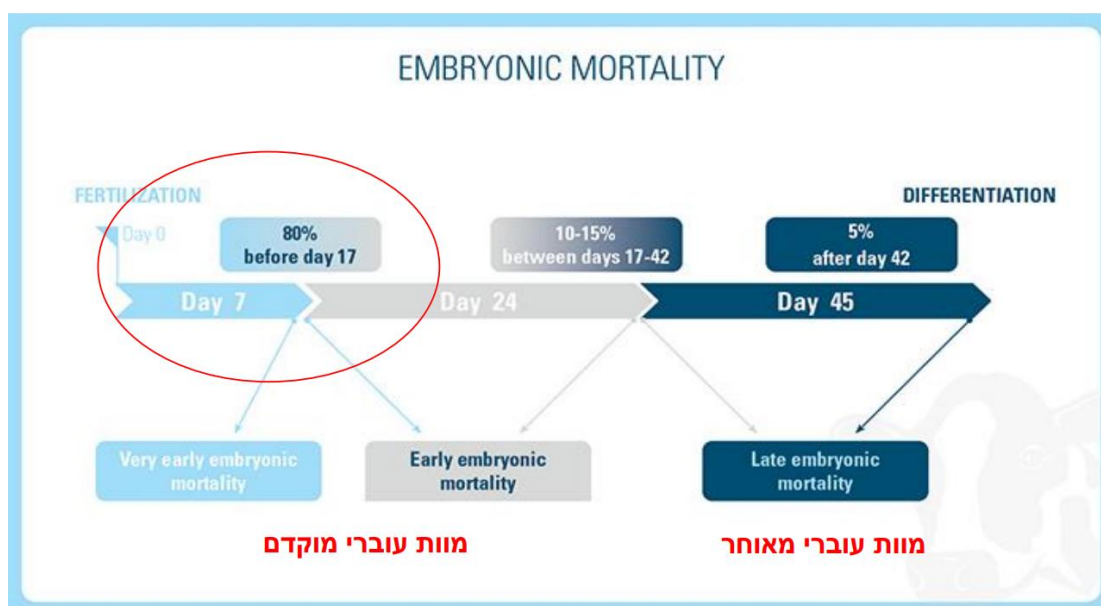 EMBRYONIC MORTALITY
FERTILIZATION
DIFFERENTIATION
Day 0
80%
before day 17
10-15%
between days 17-42
5%
after day 42
Day 7
Day 24
Day 45
Very early embryonic
mortality
Early embryonic
mortality
Late embryonic
mortality
מוות עוברי מוקדם
מוות עוברי מאוחר